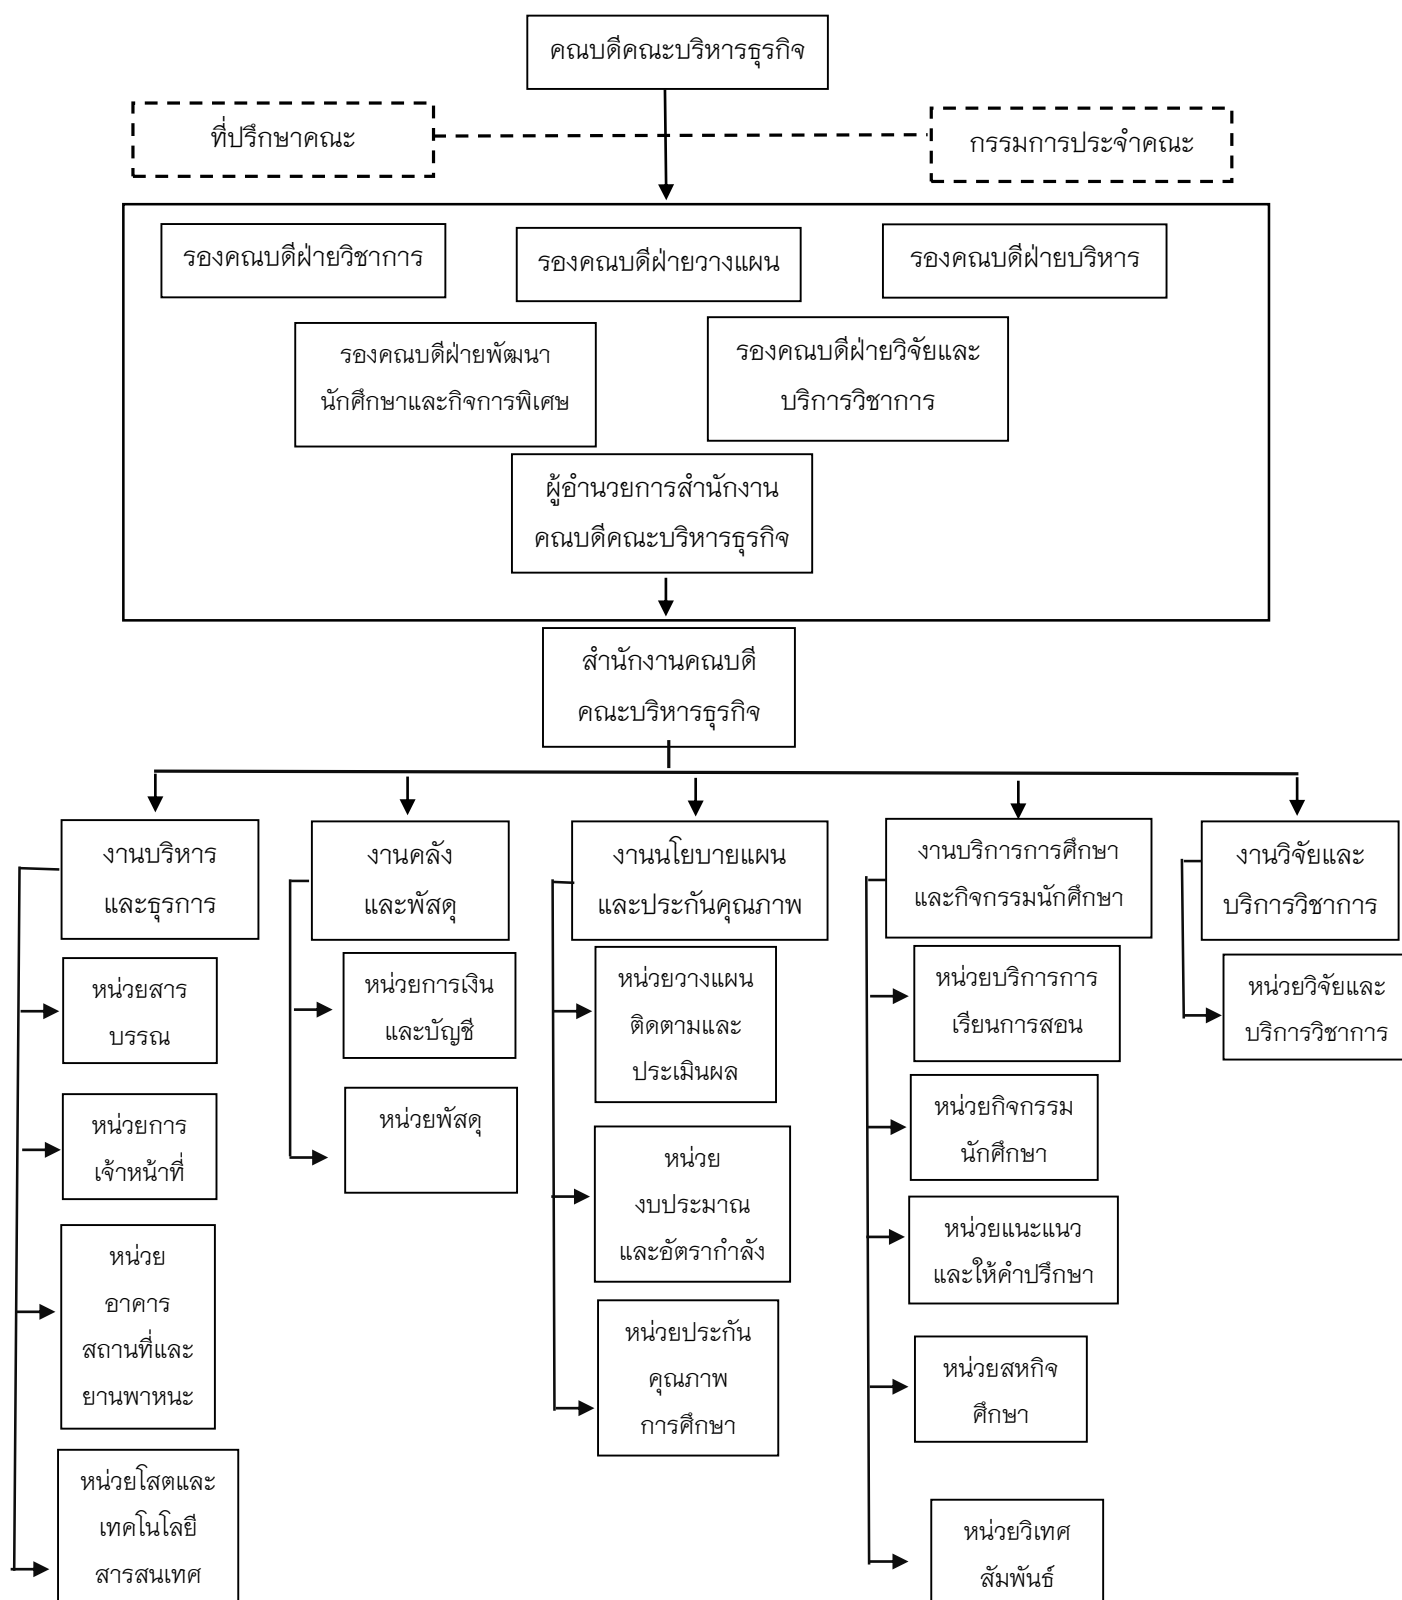 คณบดีคณะบริหารธุรกิจ
ที่ปรึกษาคณะ
กรรมการประจำคณะ
รองคณบดีฝ่ายวิชาการ
รองคณบดีฝ่ายวางแผน
รองคณบดีฝ่ายบริหาร
รองคณบดีฝ่ายพัฒนา
นักศึกษาและกิจการพิเศษ
รองคณบดีฝ่ายวิจัยและ
บริการวิชาการ
ผู้อำนวยการสำนักงาน
คณบดีคณะบริหารธุรกิจ
สำนักงานคณบดี
คณะบริหารธุรกิจ
งานบริหาร
และธุรการ
หน่วยสาร
บรรณ
หน่วยการ
เจ้าหน้าที่
หน่วย
อาคาร
สถานที่และ
ยานพาหนะ
หน่วยโสตและ
เทคโนโลยี
สารสนเทศ
งานคลัง
และพัสดุ
หน่วยการเงิน
และบัญชี
หน่วยพัสดุ
งานนโยบายแผน
และประกันคุณภาพ
หน่วยวางแผน
ติดตามและ
ประเมินผล
หน่วย
งบประมาณ
และอัตรากำลัง
หน่วยประกัน
คุณภาพ
การศึกษา
งานบริการการศึกษา
และกิจกรรมนักศึกษา
หน่วยบริการการ
เรียนการสอน
หน่วยกิจกรรม
นักศึกษา
หน่วยแนะแนว
และให้คำปรึกษา
หน่วยสหกิจ
ศึกษา
หน่วยวิเทศ
สัมพันธ์
งานวิจัยและ
บริการวิชาการ
หน่วยวิจัยและ
บริการวิชาการ